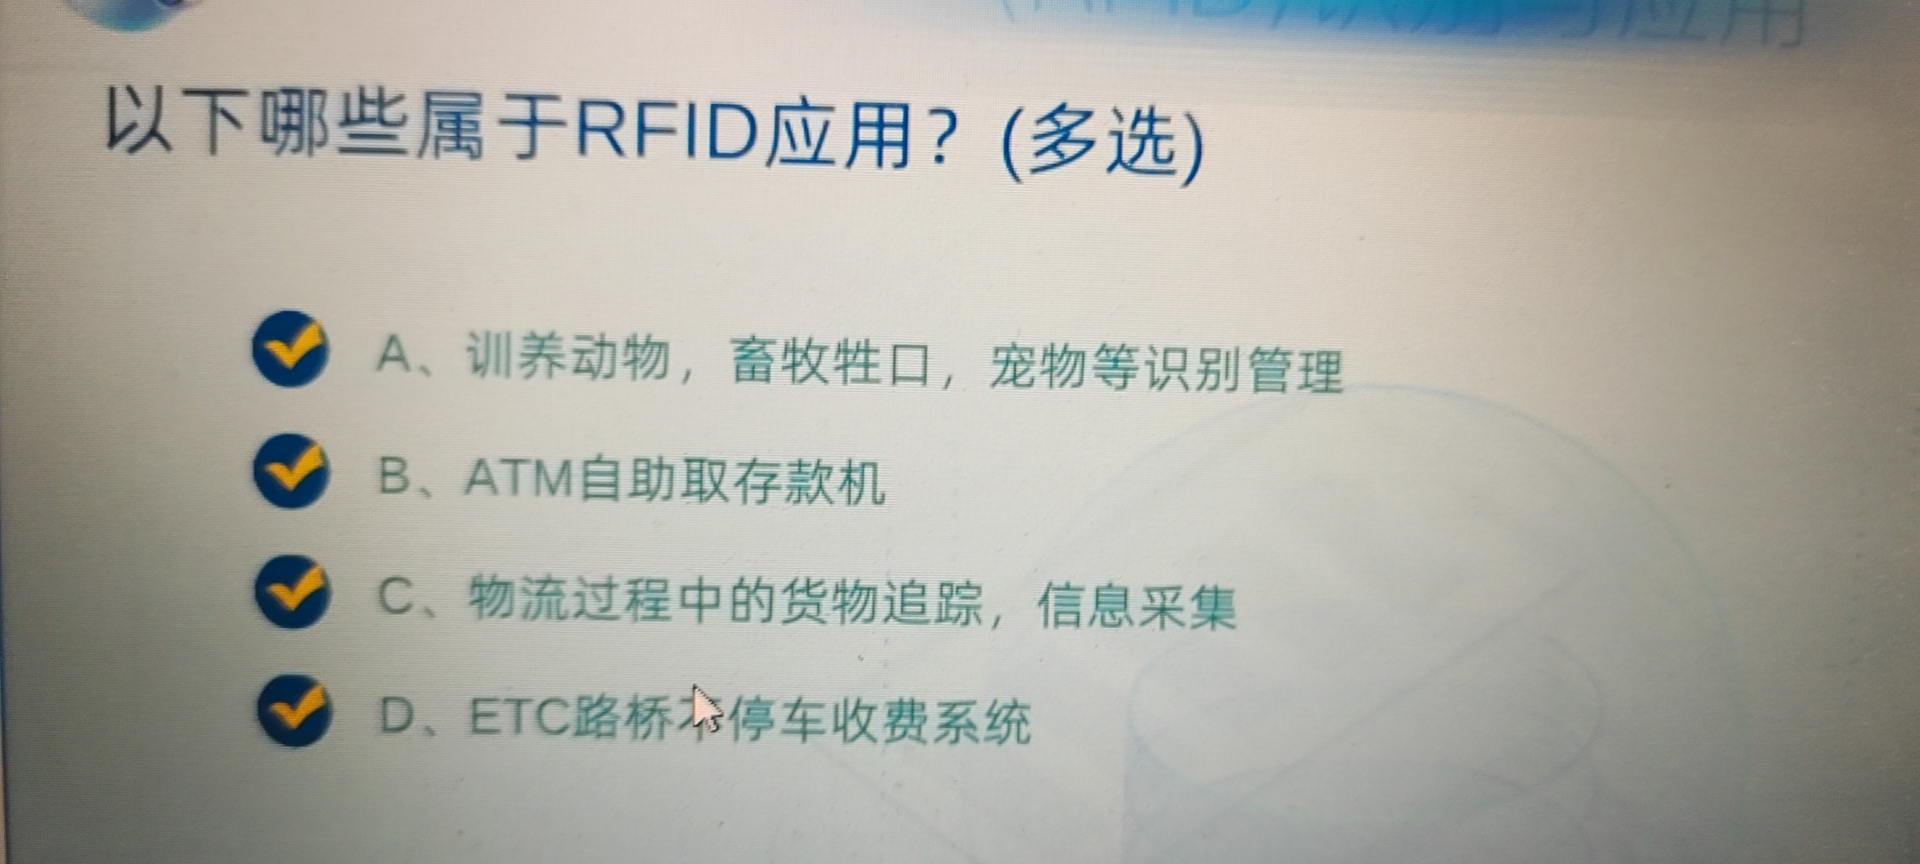 以下哪些属于RFID应用？(多选)
A、训养动物，畜牧牲口，宠物等识别管理
B、ATM自助取存款机
C、物流过程中的货物追踪，信息采集
D、ETC路桥不停车收费系统